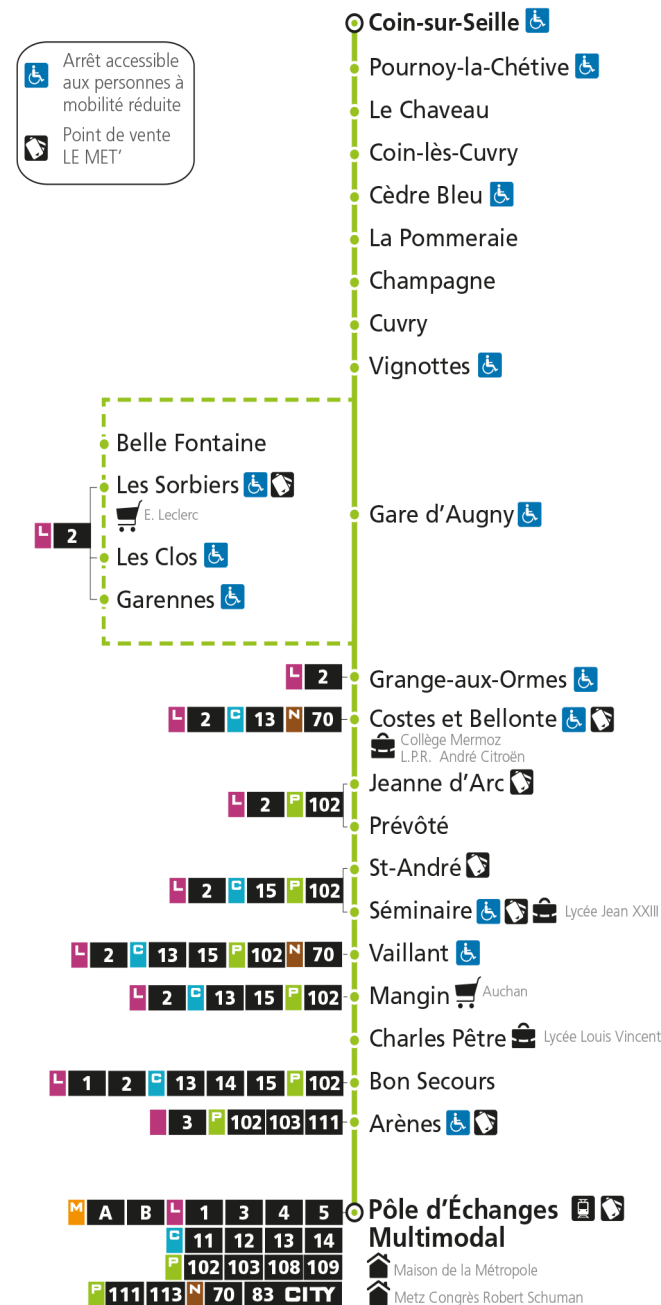 Coin-sur-Seille
Arrêt accessible
aux personnes à
mobilité réduite
Point de vente
LE MET’
Pournoy-la-Chétive
Le Chaveau
Coin-lès-Cuvry
Cèdre Bleu
La Pommeraie
Champagne
Cuvry
Vignottes
Belle Fontaine
Les Sorbiers
E. Leclerc
L 2
Les Clos
Garennes
Gare d’Augny
L 2 Grange-aux-Ormes
L 2 C 13 N 70 Costes et Bellonte
Collège Mermoz
L.P.R. André Citroën
Jeanne d’Arc
L 2 P 102
Prévôté
St-André
L 2 C 15 P 102
Séminaire Lycée Jean XXIII
L 2 C 13 15 P 102 N 70 Vaillant
L 2 C 13 15 P 102 Mangin Auchan
Charles Pêtre Lycée Louis Vincent
L 1 2 C 13 14 15 P 102 Bon Secours
3 P 102 103 111 Arènes
M A B L 1 3 4 5 Pôle d’Échanges
C 11 12 13 14 Multimodal
P 102 103 108 109 Maison de la Métropole
P 111 113 N 70 83 CITY Metz Congrès Robert Schuman